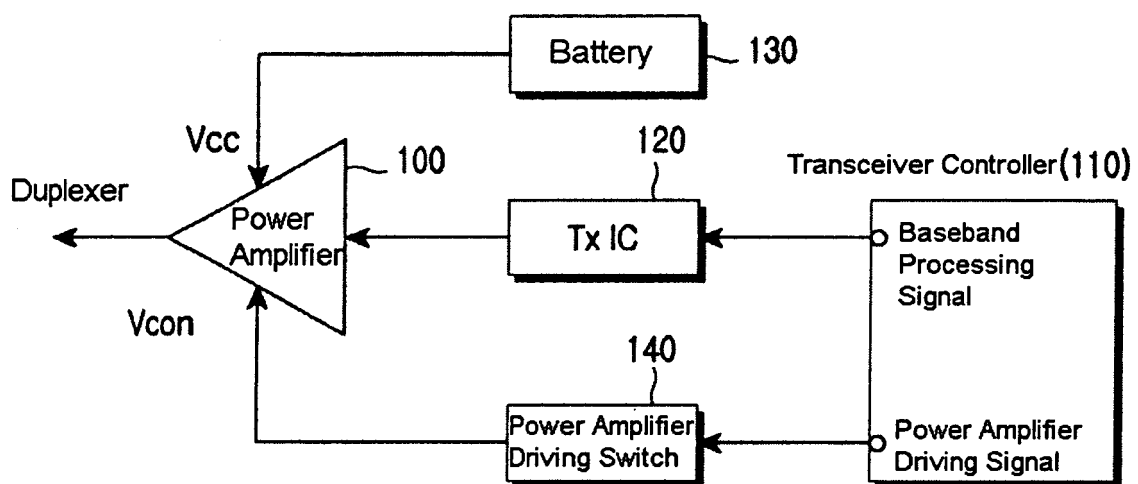 Battery
130
Vcc
100
120
Transceiver Controller(110)
Duplexer
Power
Amplifier
Tx IC
Baseband
Processing
Signal
Vcon
140
Power Amplifier
Driving Switch
Power Amplifier
Driving Signal